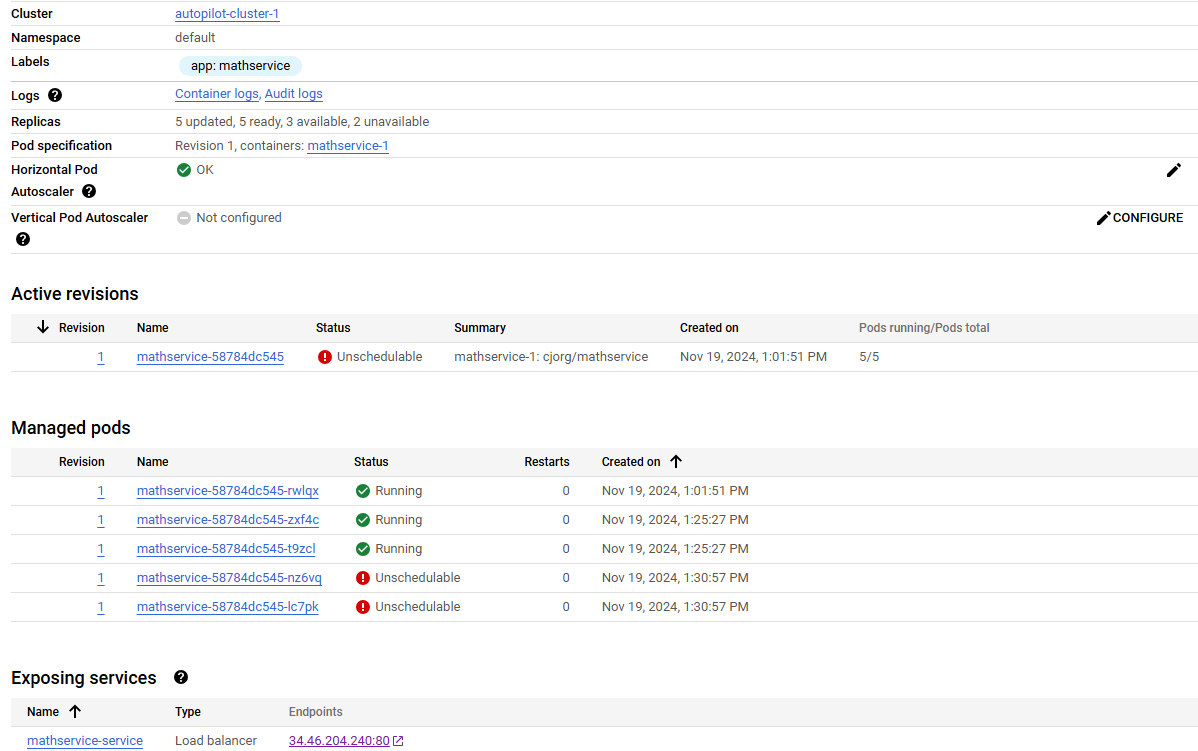 Cluster autopilot-cluster-1
Namespace default
Labels app: mathservice
Logs ? Container logs, Audit logs
Replicas 5 updated, 5 ready, 3 available, 2 unavailable
Pod specification Revision 1, containers: mathservice-1
Horizontal Pod OK
Autoscaler ?
Vertical Pod Autoscaler Not configured CONFIGURE
?
Active revisions
Revision Name Status Summary Created on Pods running/Pods total
1 mathservice-58784dc545 Unschedulable mathservice-1: cjorg/mathservice Nov 19, 2024, 1:01:51 PM 5/5
Managed pods
Revision Name Status Restarts Created on
1 mathservice-58784dc545-rwlqx Running 0 Nov 19, 2024, 1:01:51 PM
1 mathservice-58784dc545-zxf4c Running 0 Nov 19, 2024, 1:25:27 PM
1 mathservice-58784dc545-t9zcl Running 0 Nov 19, 2024, 1:25:27 PM
1 mathservice-58784dc545-nz6vq Unschedulable 0 Nov 19, 2024, 1:30:57 PM
1 mathservice-58784dc545-lc7pk Unschedulable 0 Nov 19, 2024, 1:30:57 PM
Exposing services ?
Name Type Endpoints
mathservice-service Load balancer 34.46.204.240:80